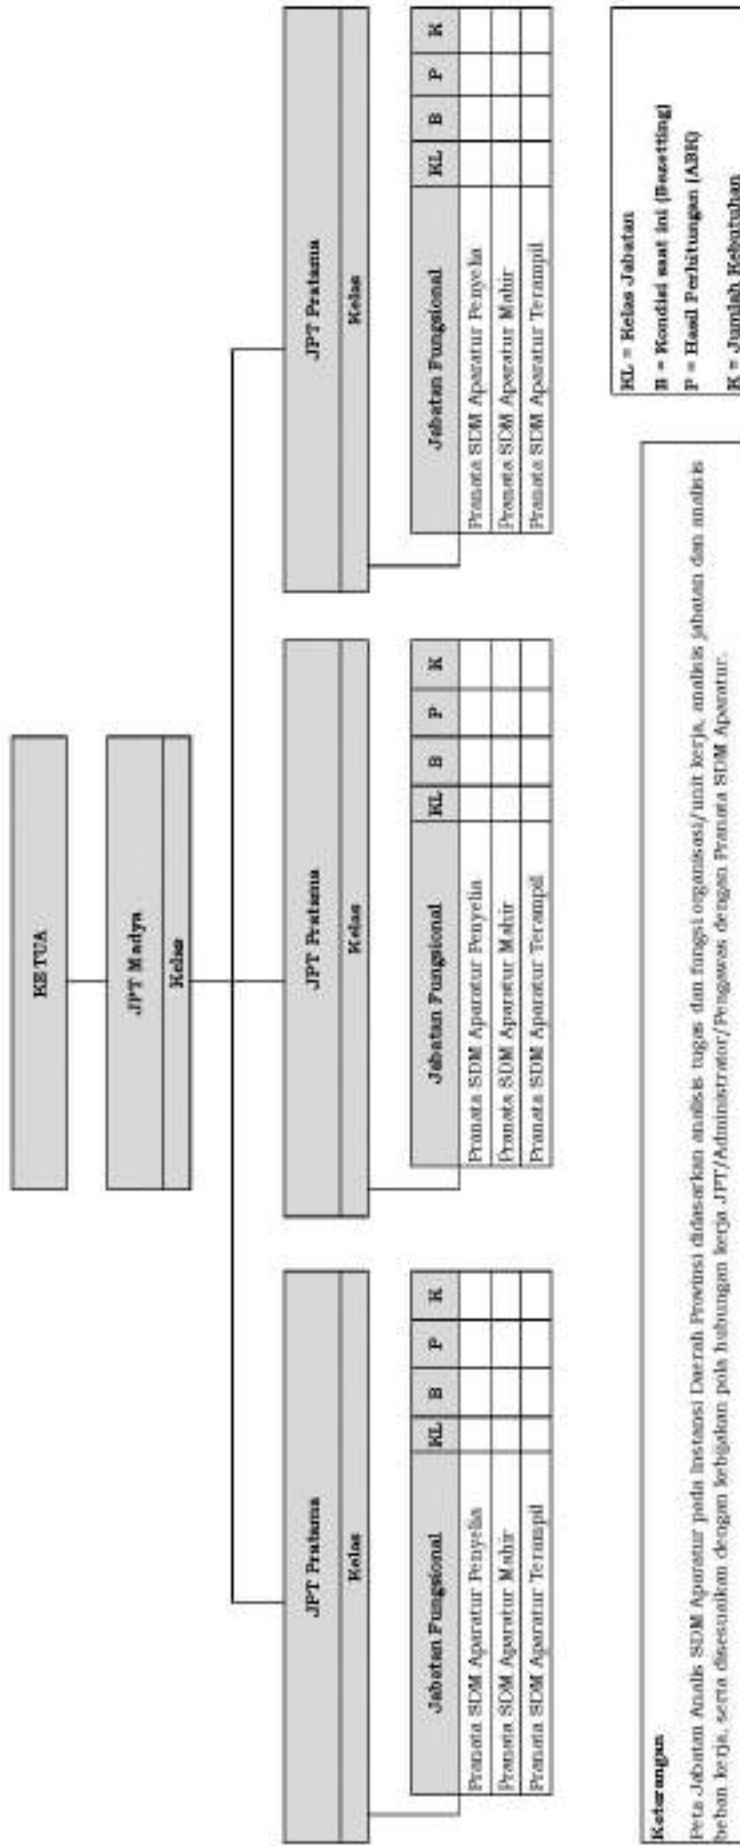 KETUA
JPT Madya
Kelas
JPT Pratama
Kelas
Jabatan Fungsional KL B P K
Pranata SDM Aparatur Penyelia
Pranata SDM Aparatur Mahir
Pranata SDM Aparatur Terampil
JPT Pratama
Kelas
Jabatan Fungsional KL B P K
Pranata SDM Aparatur Penyelia
Pranata SDM Aparatur Mahir
Pranata SDM Aparatur Terampil
JPT Pratama
Kelas
Jabatan Fungsional KL B P K
Pranata SDM Aparatur Penyelia
Pranata SDM Aparatur Mahir
Pranata SDM Aparatur Terampil
Keterangan
Peta Jabatan Analis SDM Aparatur pada Instansi Daerah Provinsi didasarkan analisis tugas dan fungsi organisasi/unit kerja, analisis jabatan dan analisis
beban kerja, serta disesuaikan dengan kebijakan pola hubungan kerja JPT/Administrator/Pengawas dengan Pranata SDM Aparatur.
KL = Kelas Jabatan
B = Kondisi saat ini (Bezetting)
P = Hasil Perhitungan (ABK)
K = Jumlah Kebutuhan